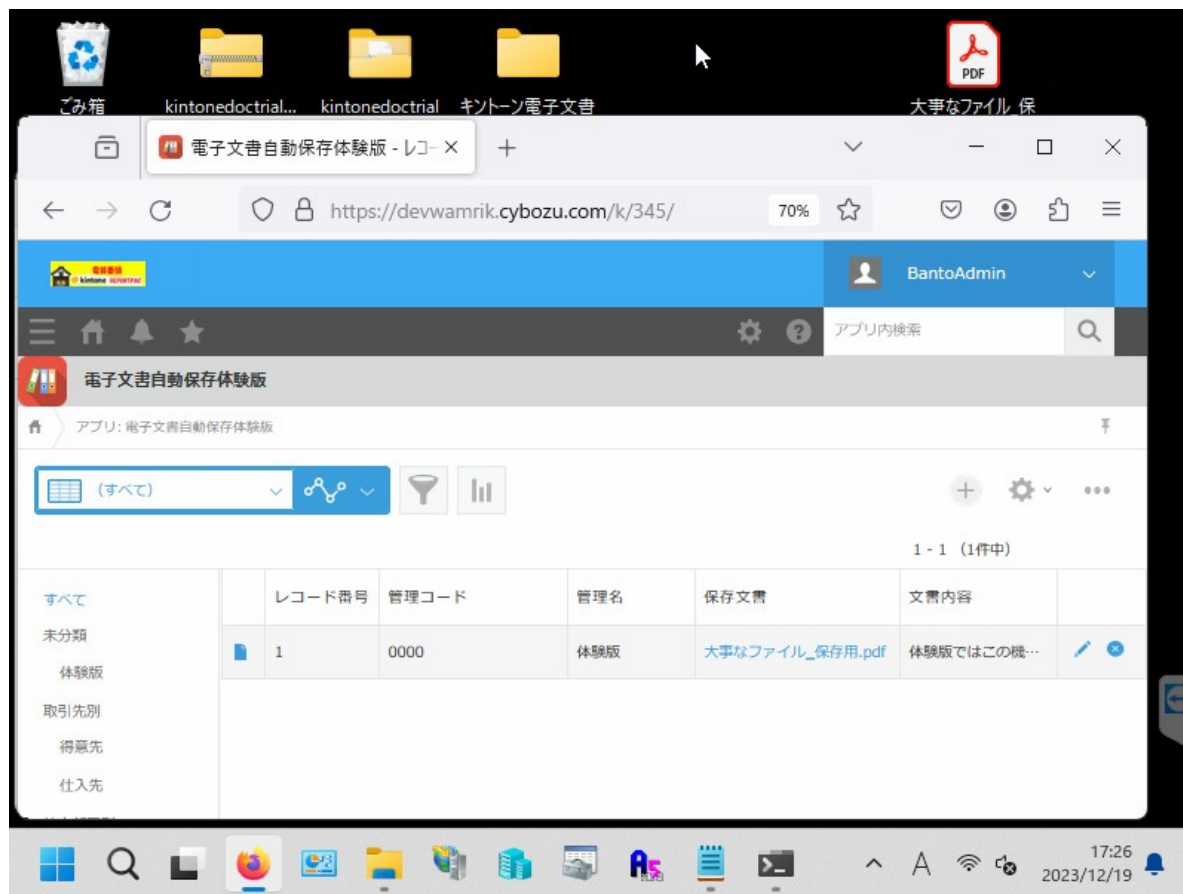 PDF
ごみ箱
kintonedoctrial...
kintonedoctrial
キントーン電子文書
大事なファイル_保
電子文書自動保存体験版 - レコー
https://devwamrik.cybozu.com/k/345/
70%
kintone
BantoAdmin
アプリ内検索
電子文書自動保存体験版
アプリ: 電子文書自動保存体験版
(すべて)
1 - 1 (1件中)
すべて
未分類
体験版
取引先別
得意先
仕入先
レコード番号 管理コード 管理名 保存文書 文書内容
1 0000 体験版 大事なファイル_保存用.pdf 体験版ではこの機…
A
17:26
2023/12/19